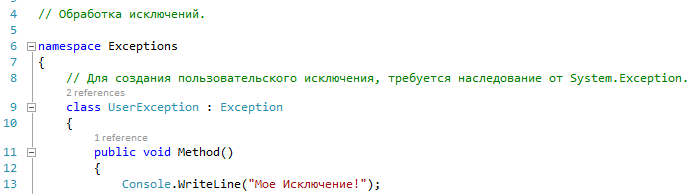 4 // Обработка исключений.
6 namespace Exceptions
7 {
8 // Для создания пользовательского исключения, требуется наследование от System.Exception.
2 references
9 class UserException : Exception
10 {
1 reference
11 public void Method()
12 {
13 Console.WriteLine("Мое Исключение!");